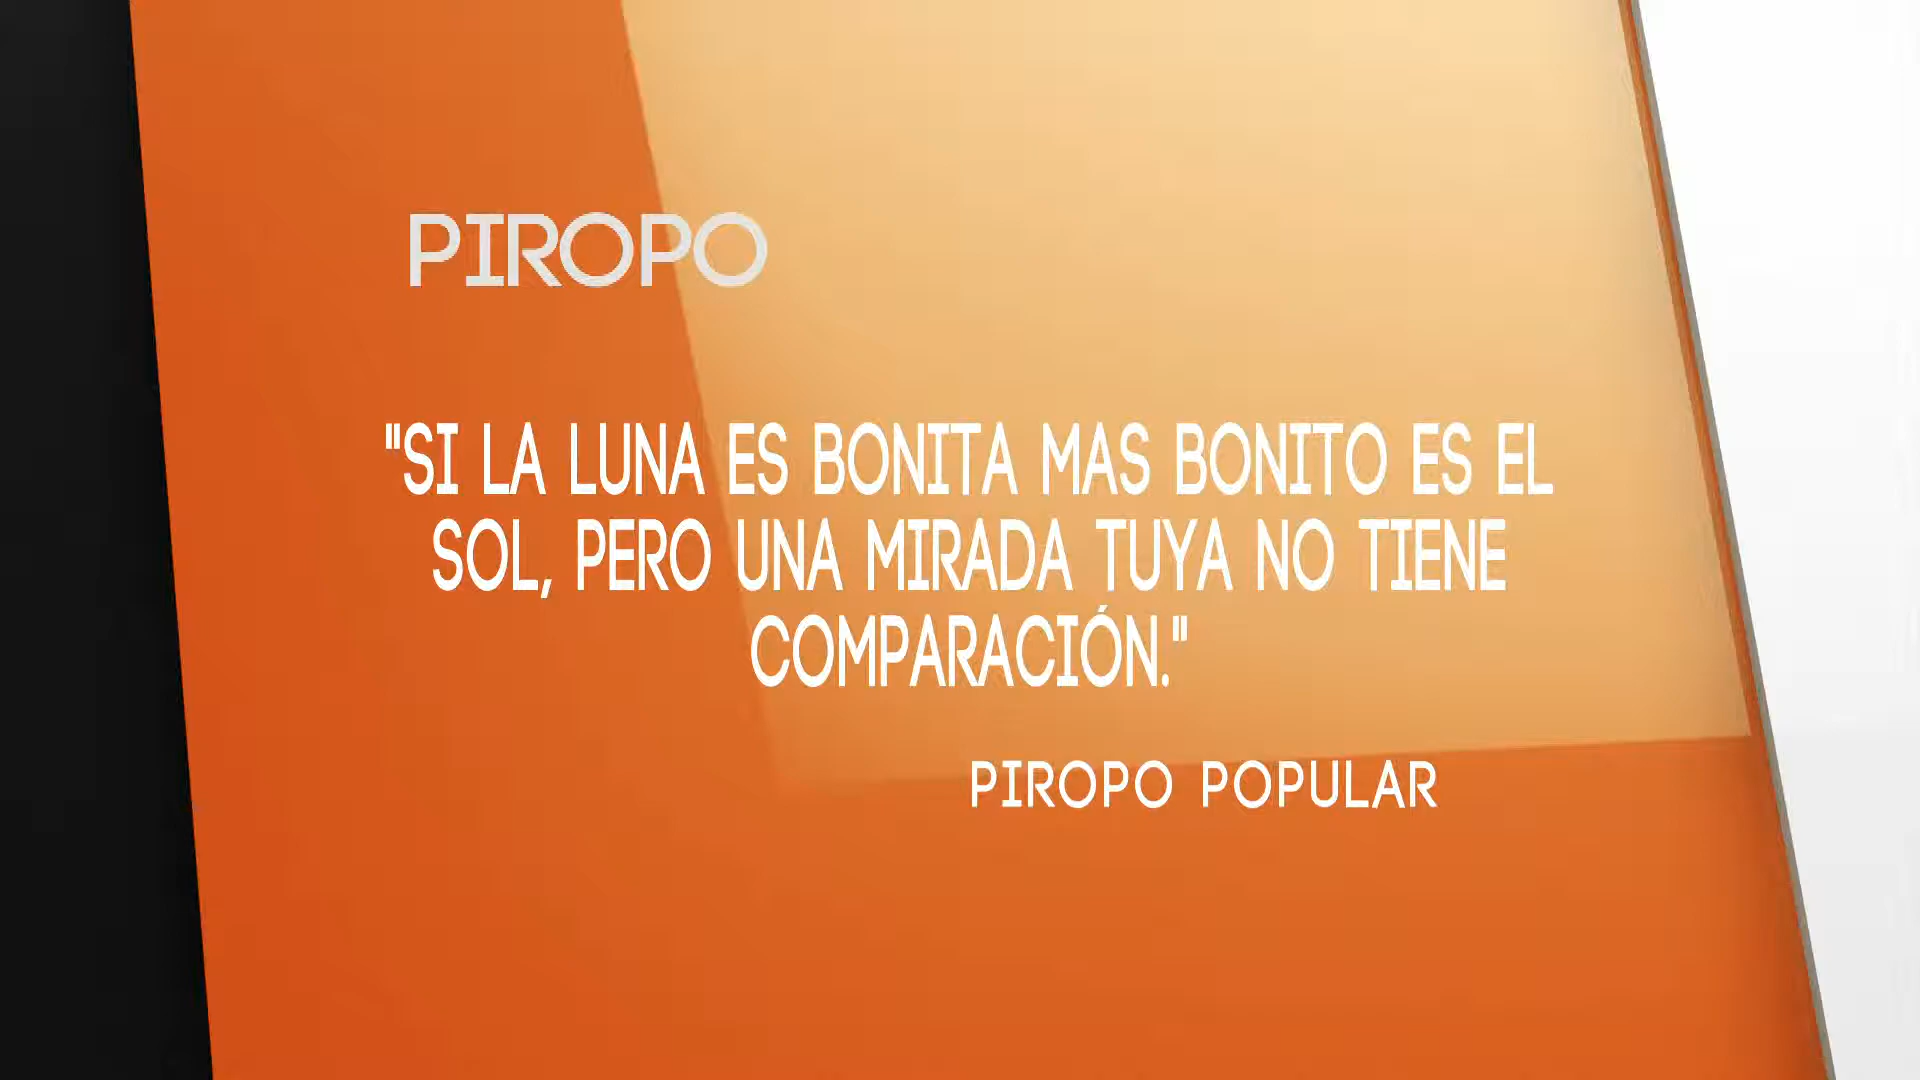 PIROPO
"SI LA LUNA ES BONITA MAS BONITO ES EL
SOL, PERO UNA MIRADA TUYA NO TIENE
COMPARACIÓN."
PIROPO POPULAR